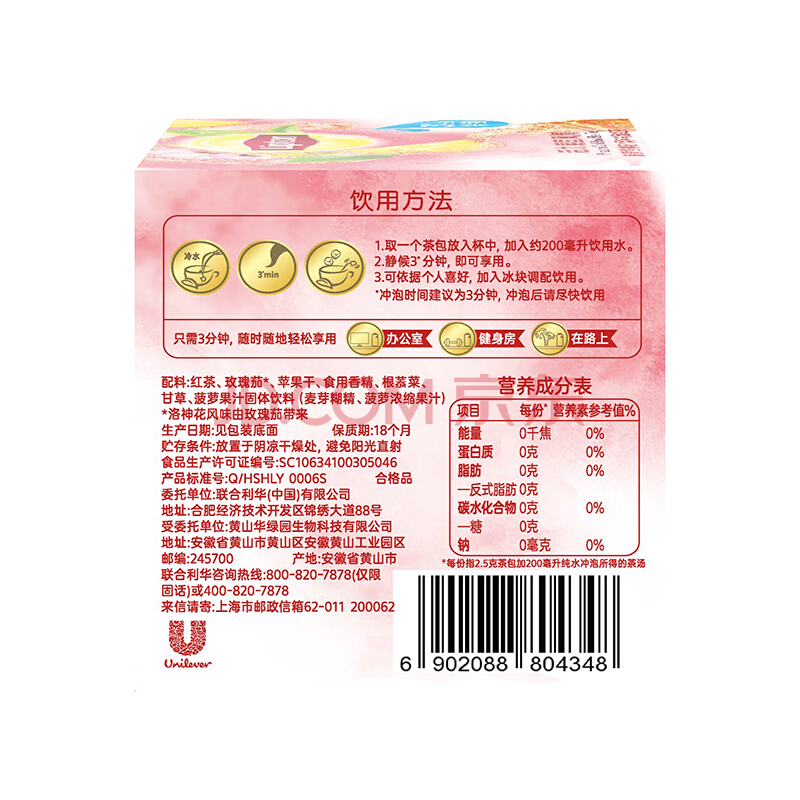 Lipton
饮用方法
冷水
3'min
1.取一个茶包放入杯中, 加入约200毫升饮用水。
2.静候3*分钟, 即可享用。
3.可依据个人喜好, 加入冰块调配饮用。
*冲泡时间建议为3分钟, 冲泡后请尽快饮用
只需3分钟, 随时随地轻松享用
办公室
健身房
在路上
配料:红茶、玫瑰茄*、苹果干、食用香精、根菾菜、
甘草、菠萝果汁固体饮料(麦芽糊精、菠萝浓缩果汁)
*洛神花风味由玫瑰茄带来
生产日期:见包装底面 保质期:18个月
贮存条件:放置于阴凉干燥处, 避免阳光直射
食品生产许可证编号:SC10634100305046
产品标准号:Q/HSHLY 0006S 合格品
委托单位:联合利华(中国)有限公司
地址:合肥经济技术开发区锦绣大道88号
受委托单位:黄山华绿园生物科技有限公司
地址:安徽省黄山市黄山区安徽黄山工业园区
邮编:245700 产地:安徽省黄山市
联合利华咨询热线:800-820-7878(仅限
固话)或400-820-7878
来信请寄:上海市邮政信箱62-011 200062
Unilever
营养成分表
项目 每份* 营养素参考值%
能量 0千焦 0%
蛋白质 0克 0%
脂肪 0克 0%
—反式脂肪 0克
碳水化合物 0克 0%
—糖 0克
钠 0毫克 0%
*每份指2.5克茶包加200毫升纯水冲泡所得的茶汤
6 902088 804348
JD.COM 京东